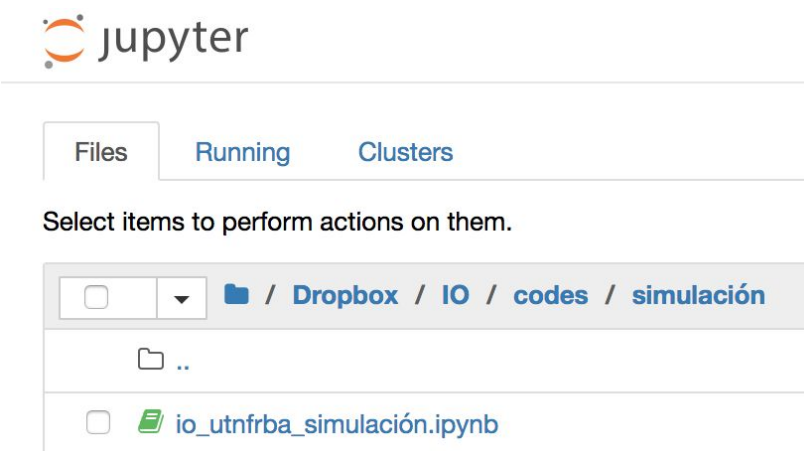 jupyter
Files Running Clusters
Select items to perform actions on them.
/ Dropbox / IO / codes / simulación
..
io_utnfrba_simulación.ipynb